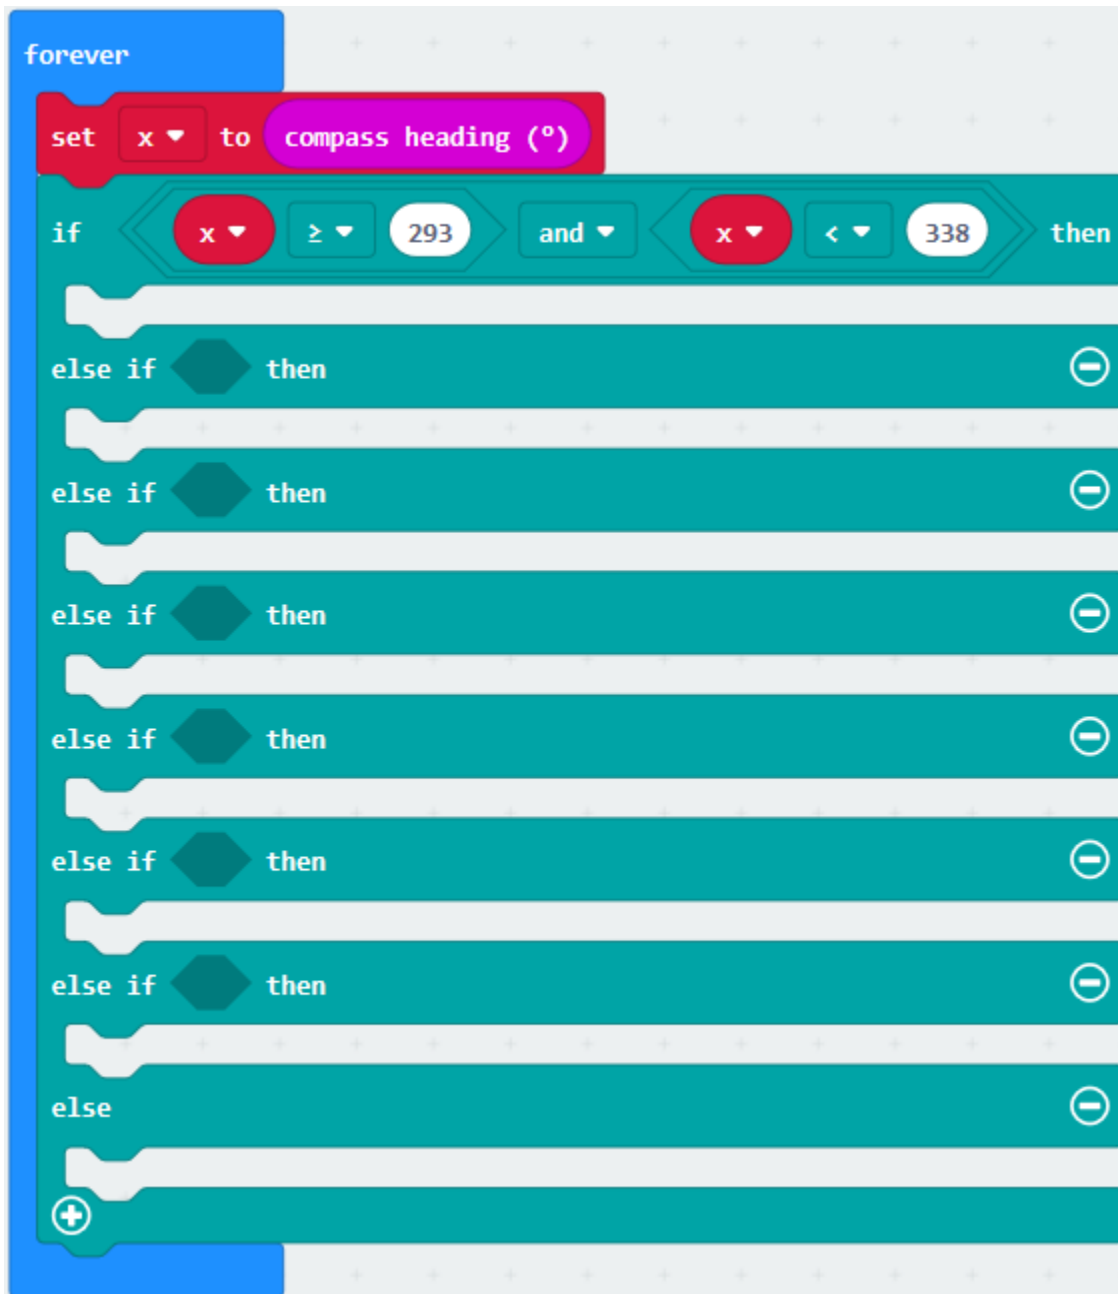 forever
set x to compass heading (º)
if x ≥ 293 and x < 338 then
else if then
else if then
else if then
else if then
else if then
else if then
else